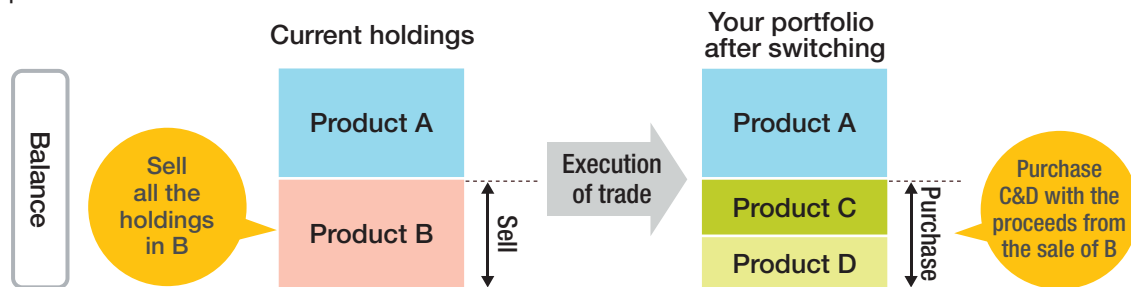 Current holdings
Your portfolio
after switching
Balance
Sell
all the
holdings
in B
Product A
Product B
Sell
Execution
of trade
Product A
Product C
Product D
Purchase
Purchase
C&D with the
proceeds from
the sale of B